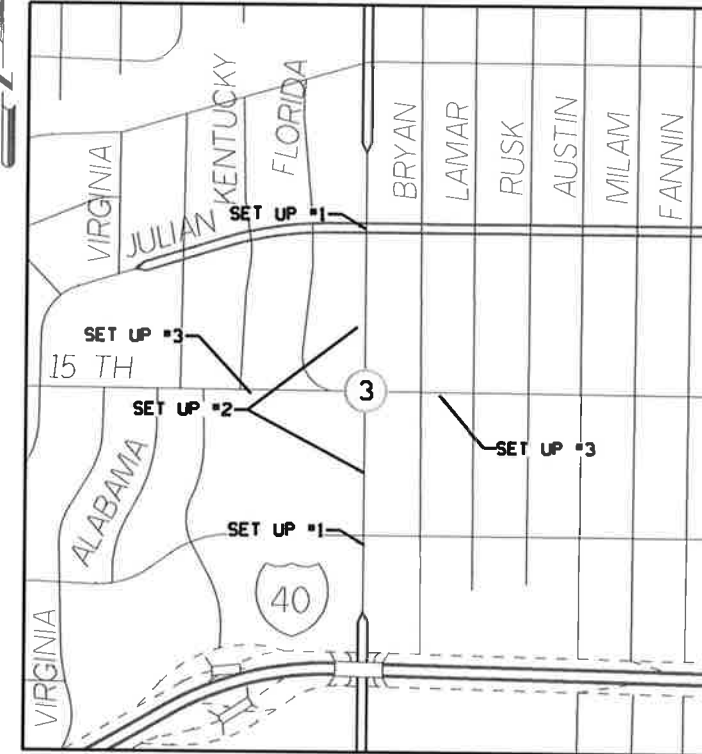 VIRGINIA
KENTUCKY
FLORIDA
BRYAN
LAMAR
RUSK
AUSTIN
MILAM
FANNIN
JULIAN
SET UP #1
SET UP #3
15 TH
SET UP #2
3
SET UP #3
ALABAMA
SET UP #1
40
VIRGINIA